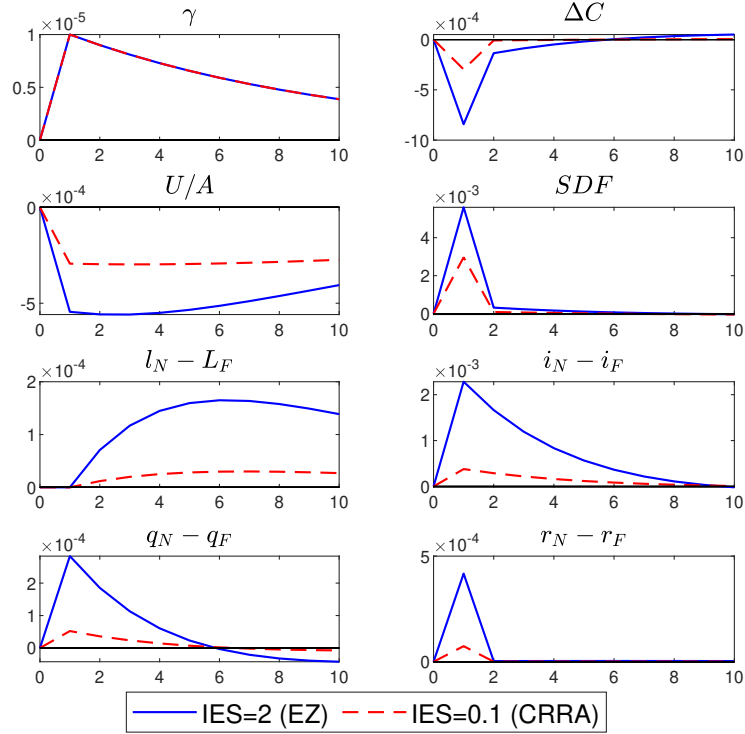 γ ΔC
×10⁻⁵ ×10⁻⁴
1 0
0.5 -5
0 -10
0 2 4 6 8 10 0 2 4 6 8 10
U/A SDF
×10⁻⁴ ×10⁻³
0 4
-5 2
0
0 2 4 6 8 10 0 2 4 6 8 10
l_N − L_F i_N − i_F
×10⁻⁴ ×10⁻³
2 2
1 1
0 0
0 2 4 6 8 10 0 2 4 6 8 10
q_N − q_F r_N − r_F
×10⁻⁴ ×10⁻⁴
2 5
1
0 0
0 2 4 6 8 10 0 2 4 6 8 10
IES=2 (EZ) IES=0.1 (CRRA)